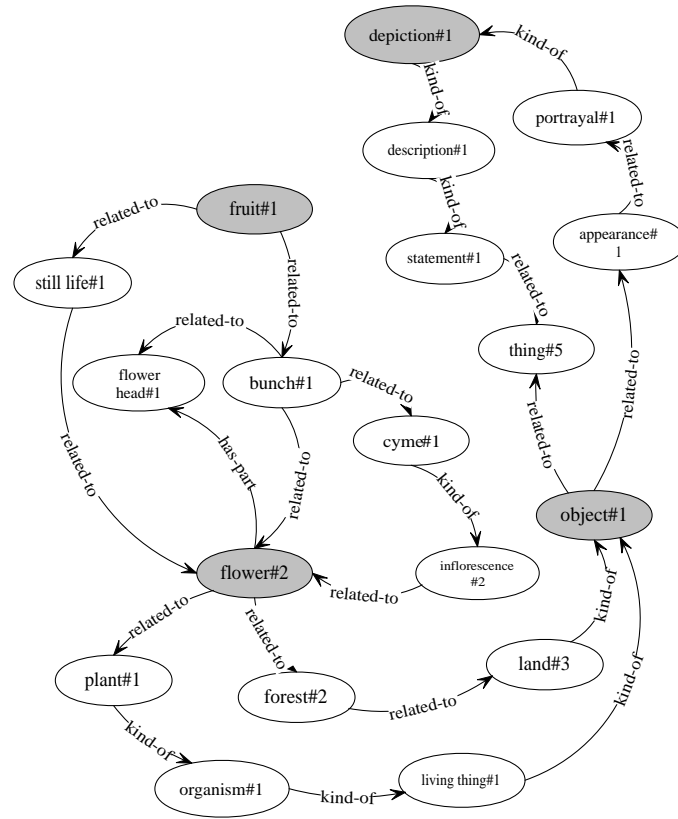 depiction#1
kind-of
kind-of
portrayal#1
description#1
related-to
kind-of
fruit#1
related-to
appearance#
1
statement#1
related-to
still life#1
related-to
related-to
thing#5
flower
head#1
bunch#1
related-to
related-to
related-to
cyme#1
has-part
related-to
related-to
kind-of
object#1
flower#2
inflorescence
#2
related-to
kind-of
related-to
related-to
kind-of
plant#1
forest#2
land#3
related-to
kind-of
organism#1
kind-of
living thing#1